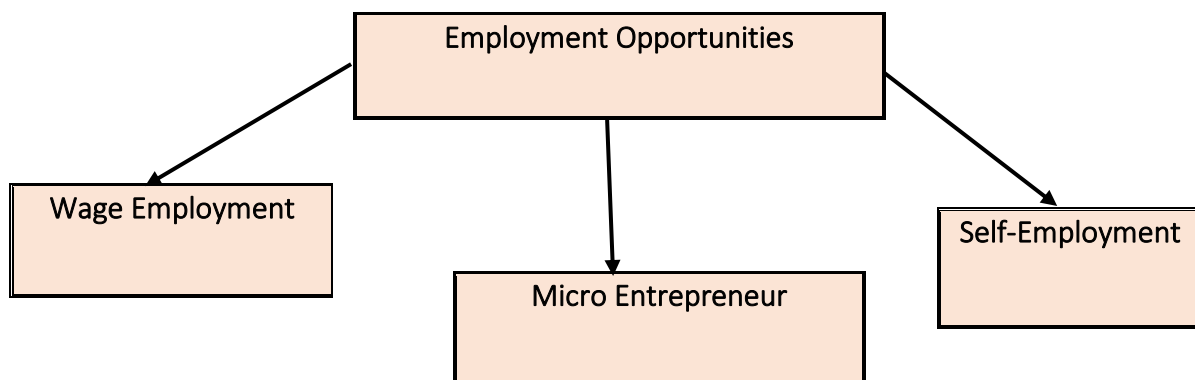 Employment Opportunities
Wage Employment
Self-Employment
Micro Entrepreneur